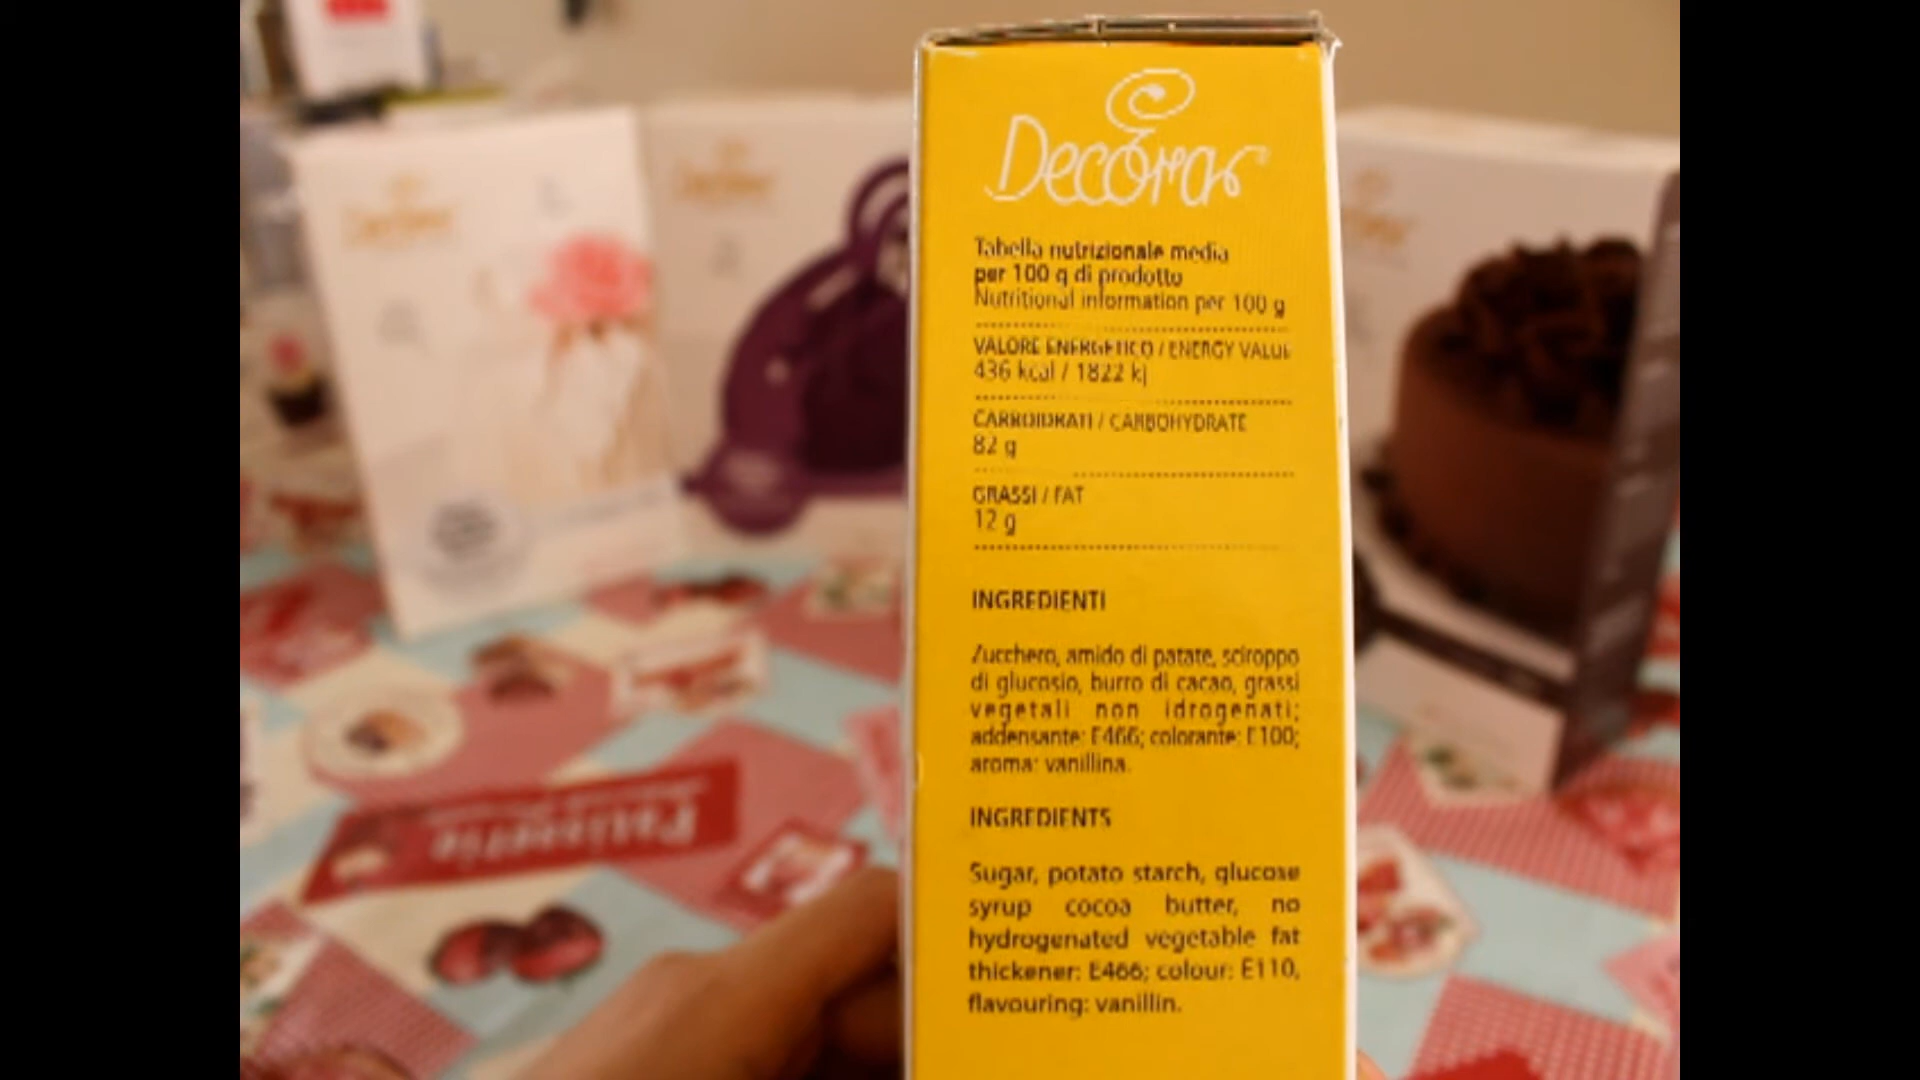 Decora
Tabella nutrizionale media
per 100 g di prodotto
Nutritional information per 100 g
VALORE ENERGETICO / ENERGY VALUE
436 kcal / 1822 kj
CARBOIDRATI / CARBOHYDRATE
82 g
GRASSI / FAT
12 g
INGREDIENTI
Zucchero, amido di patate, sciroppo
di glucosio, burro di cacao, grassi
vegetali non idrogenati;
addensante: E466; colorante: E100;
aroma: vanillina.
INGREDIENTS
Sugar, potato starch, glucose
syrup cocoa butter, no
hydrogenated vegetable fat
thickener: E466; colour: E110,
flavouring: vanillin.
Decora
Decora
Patisserie